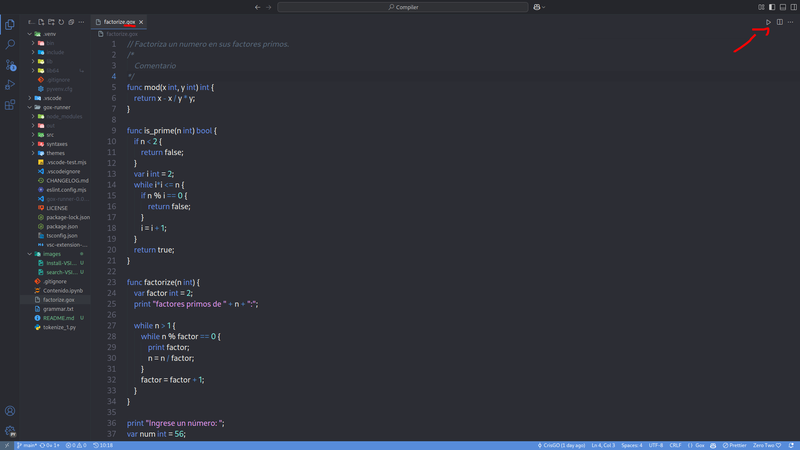 Compiler
E...
factorize.gox
.venv
factorize.gox
bin
1 // Factoriza un numero en sus factores primos.
include
2 /*
lib
3 Comentario
lib64
4 */
.gitignore
5 func mod(x int, y int) int {
pyvenv.cfg
6 return x - x / y * y;
.vscode
7 }
gox-runner
8
node_modules
9 func is_prime(n int) bool {
out
10 if n < 2 {
src
11 return false;
syntaxes
12 }
themes
13 var i int = 2;
.vscode-test.mjs
14 while i*i <= n {
.vscodeignore
15 if n % i == 0 {
CHANGELOG.md
16 return false;
eslint.config.mjs
17 }
18 i = i + 1;
LICENSE
19 }
package-lock.json
20 return true;
package.json
21 }
tsconfig.json
22
vsc-extension-...
23 func factorize(n int) {
images
24 var factor int = 2;
install-VSi... U
25 print "factores primos de " + n + ":";
search-VSi... U
26
.gitignore
27 while n > 1 {
Contenido.ipynb
28 while n % factor == 0 {
factorize.gox
29 print factor;
grammar.txt
30 n = n / factor;
README.md U
31 }
tokenize_1.py
32 factor = factor + 1;
33 }
34 }
35
36 print "Ingrese un número: ";
37 var num int = 56;
main* 0↓ 1↑ 0 0 10:18 CrisGO (1 day ago) Ln 4, Col 3 Spaces: 4 UTF-8 CRLF {} Gox Prettier Zero Two